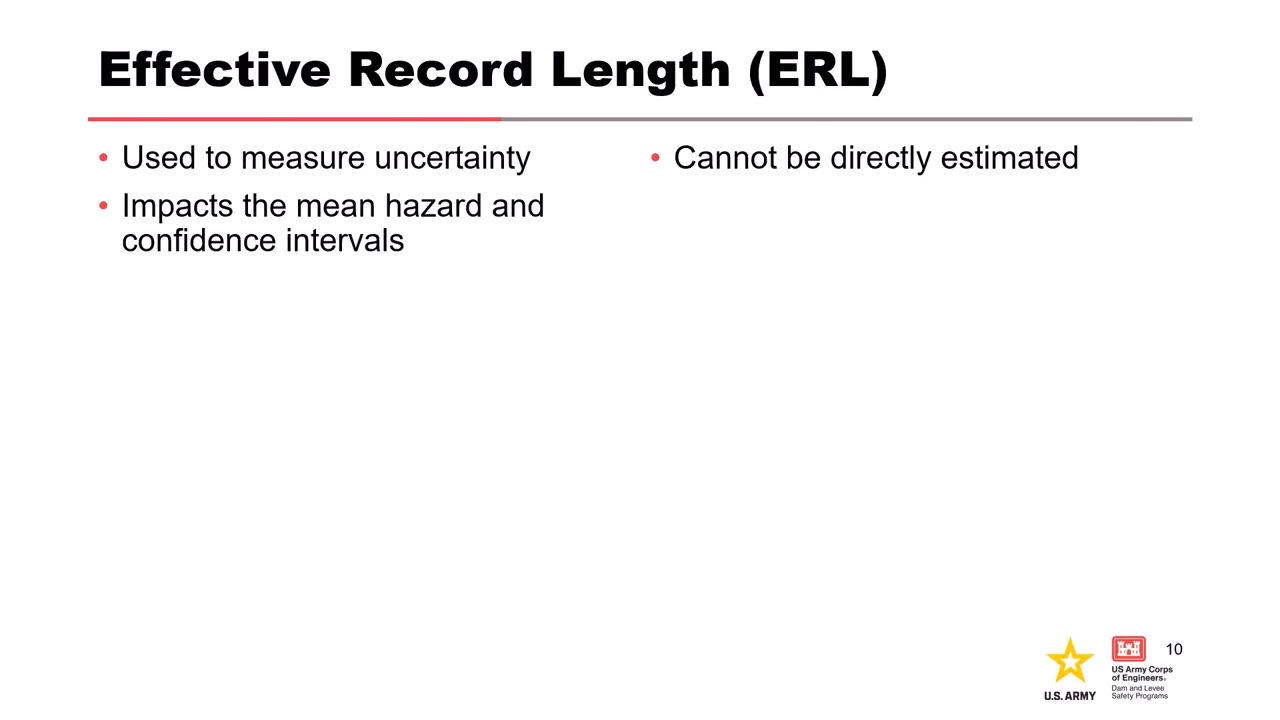 Effective Record Length (ERL)
• Used to measure uncertainty
• Impacts the mean hazard and
confidence intervals
• Cannot be directly estimated
U.S. ARMY
US Army Corps
of Engineers®
Dam and Levee
Safety Programs
10